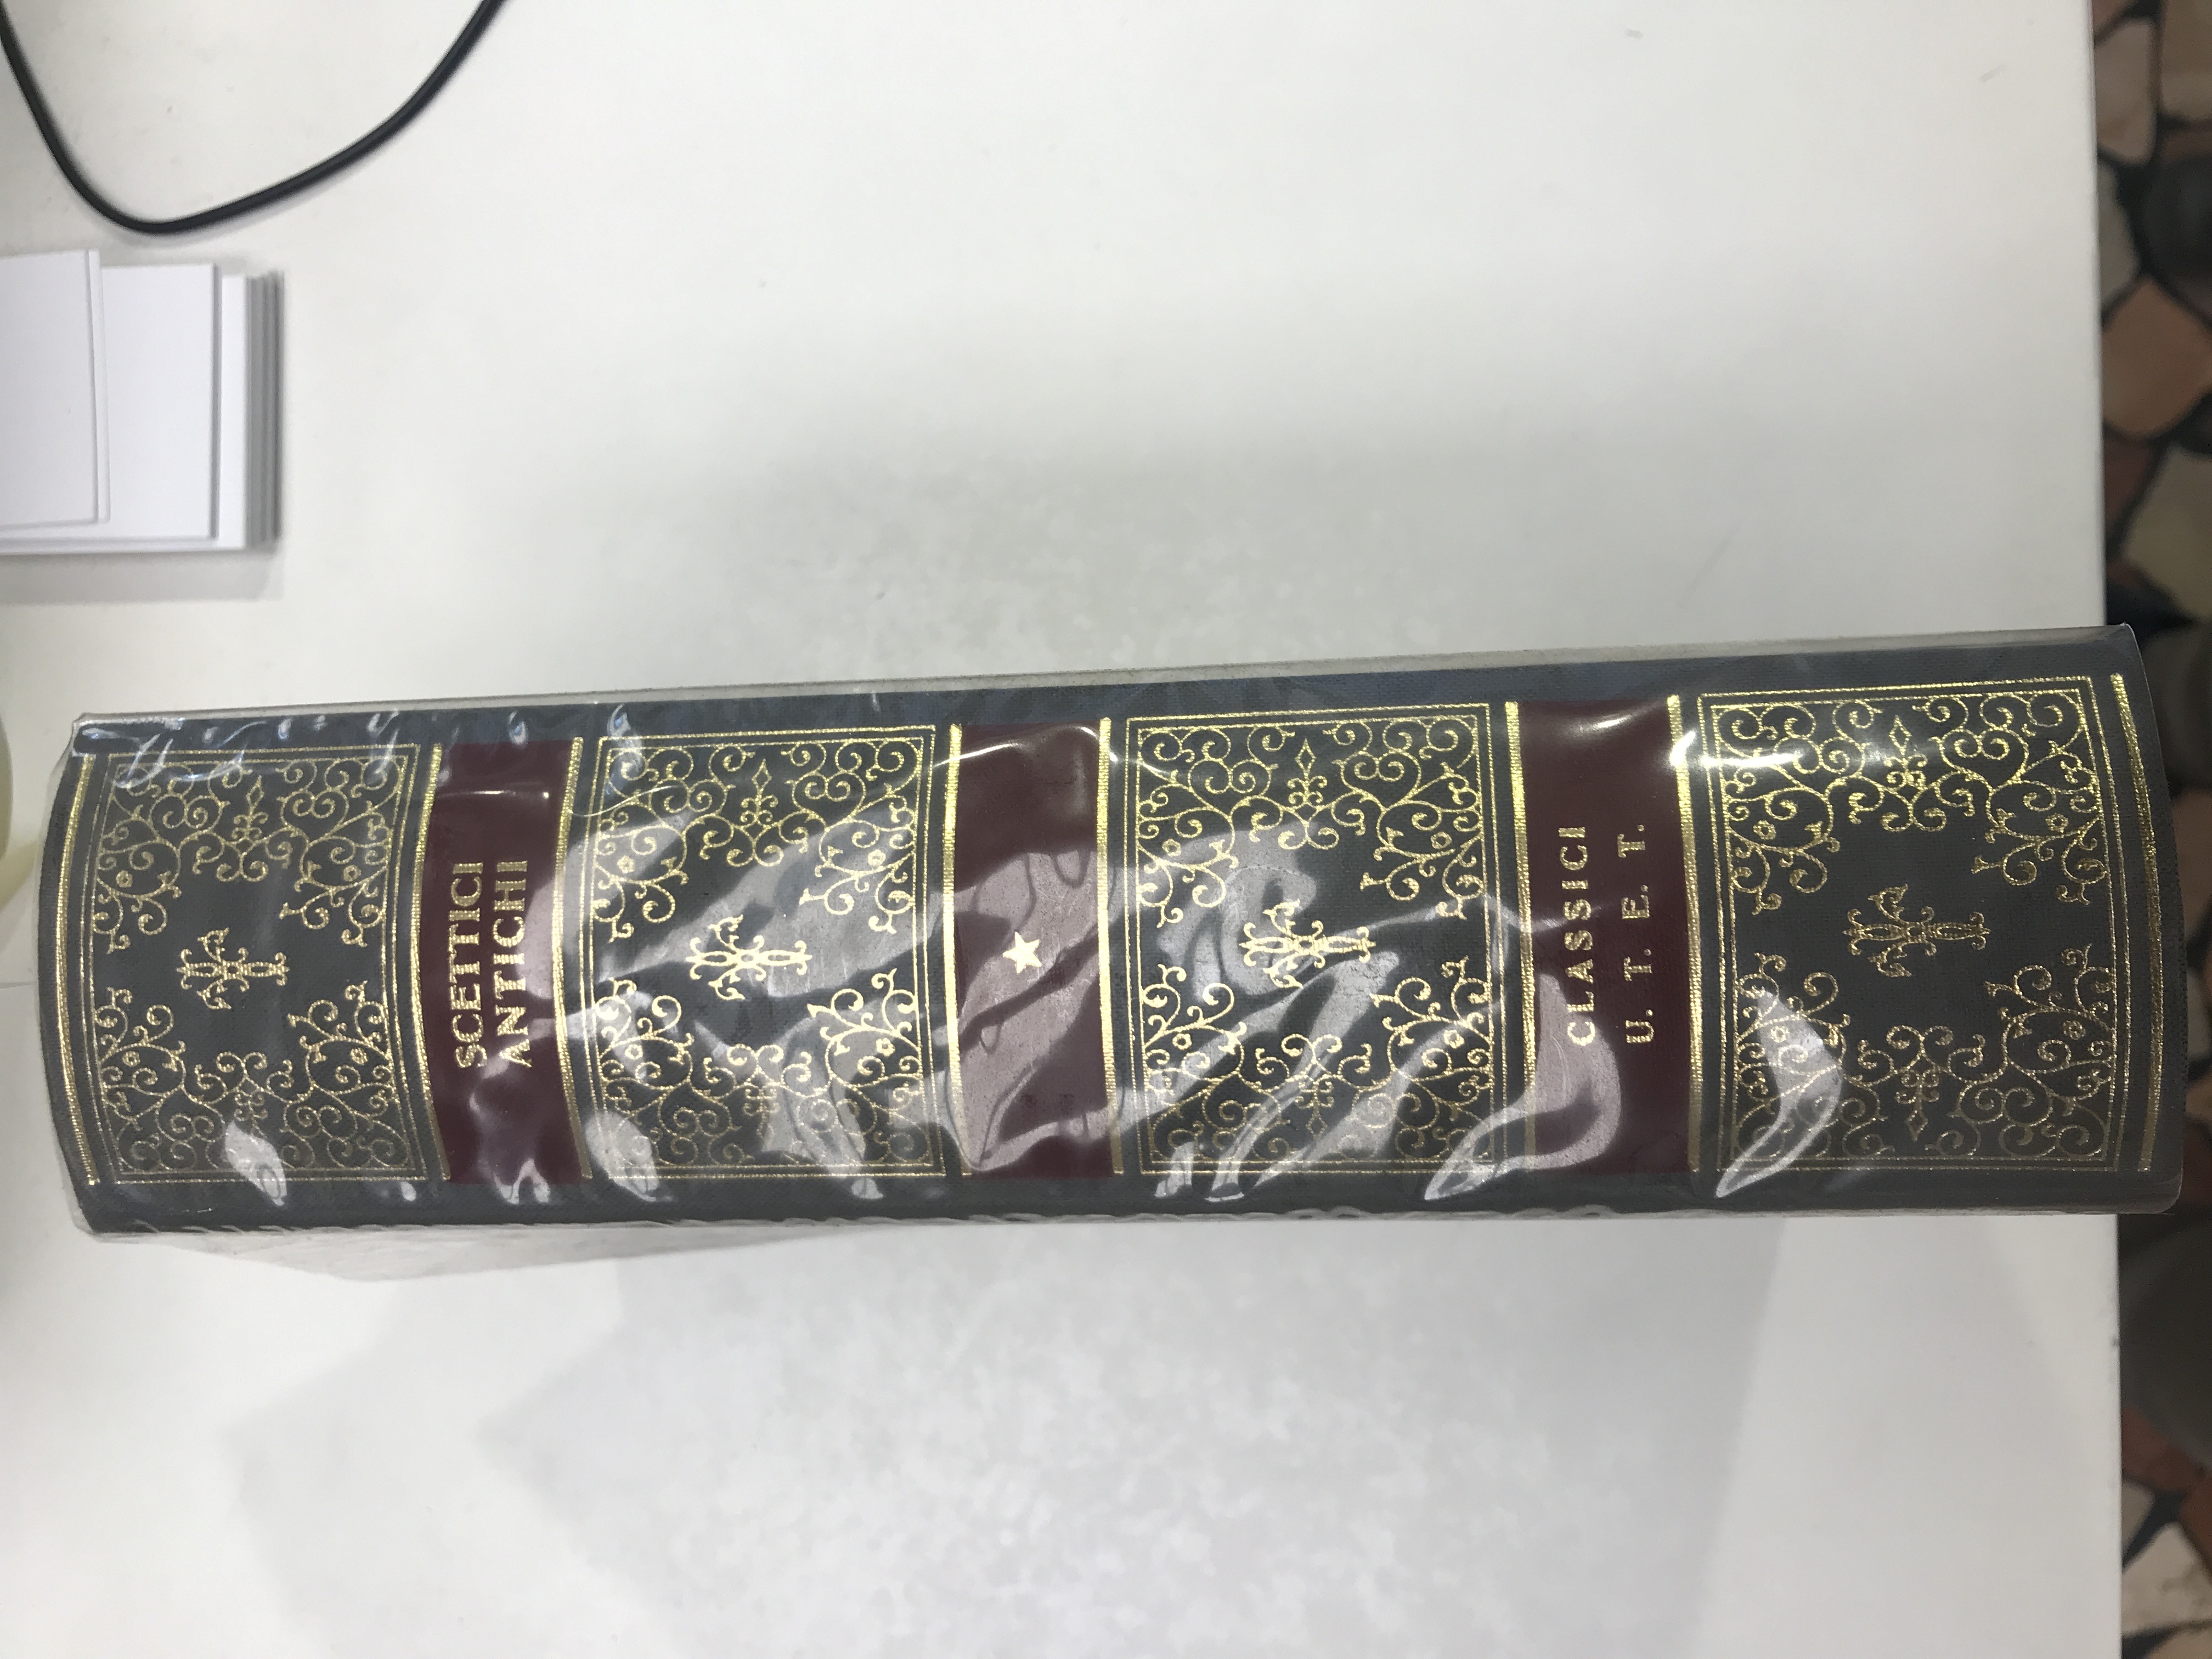 SCETTICI
ANTICHI
CLASSICI
U. T. E. T.